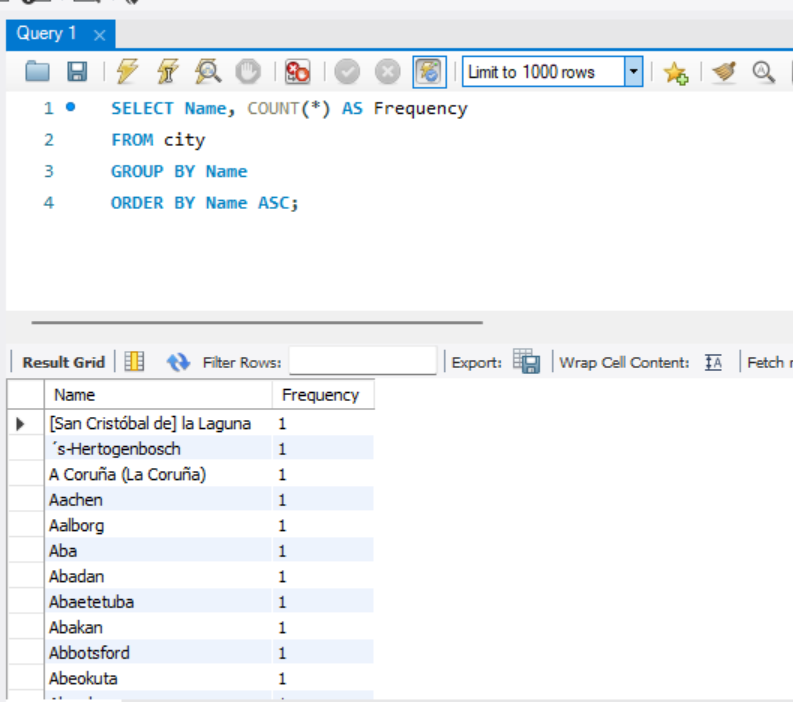 Query 1
Limit to 1000 rows
1 SELECT Name, COUNT(*) AS Frequency
2 FROM city
3 GROUP BY Name
4 ORDER BY Name ASC;
Result Grid Filter Rows: Export: Wrap Cell Content: Fetch
Name Frequency
[San Cristóbal de] la Laguna 1
´s-Hertogenbosch 1
A Coruña (La Coruña) 1
Aachen 1
Aalborg 1
Aba 1
Abadan 1
Abaetetuba 1
Abakan 1
Abbotsford 1
Abeokuta 1